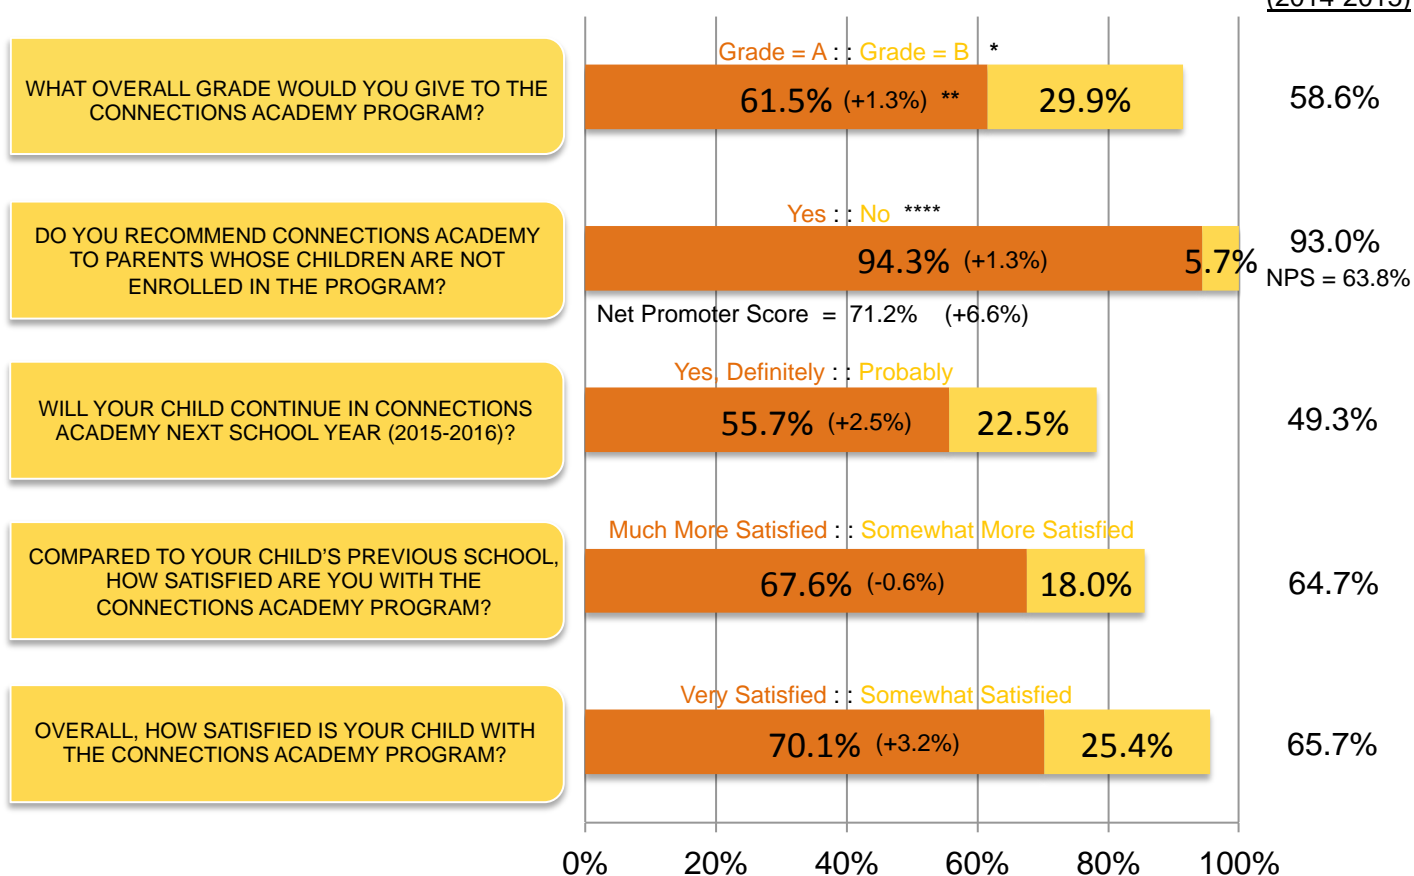 (2014-2015)
Grade = A : : Grade = B *
WHAT OVERALL GRADE WOULD YOU GIVE TO THE
CONNECTIONS ACADEMY PROGRAM?
61.5% (+1.3%) ** 29.9%
58.6%
Yes : : No ****
DO YOU RECOMMEND CONNECTIONS ACADEMY
TO PARENTS WHOSE CHILDREN ARE NOT
ENROLLED IN THE PROGRAM?
94.3% (+1.3%) 5.7%
93.0%
NPS = 63.8%
Net Promoter Score = 71.2% (+6.6%)
Yes, Definitely : : Probably
WILL YOUR CHILD CONTINUE IN CONNECTIONS
ACADEMY NEXT SCHOOL YEAR (2015-2016)?
55.7% (+2.5%) 22.5%
49.3%
Much More Satisfied : : Somewhat More Satisfied
COMPARED TO YOUR CHILD'S PREVIOUS SCHOOL,
HOW SATISFIED ARE YOU WITH THE
CONNECTIONS ACADEMY PROGRAM?
67.6% (-0.6%) 18.0%
64.7%
Very Satisfied : : Somewhat Satisfied
OVERALL, HOW SATISFIED IS YOUR CHILD WITH
THE CONNECTIONS ACADEMY PROGRAM?
70.1% (+3.2%) 25.4%
65.7%
0% 20% 40% 60% 80% 100%